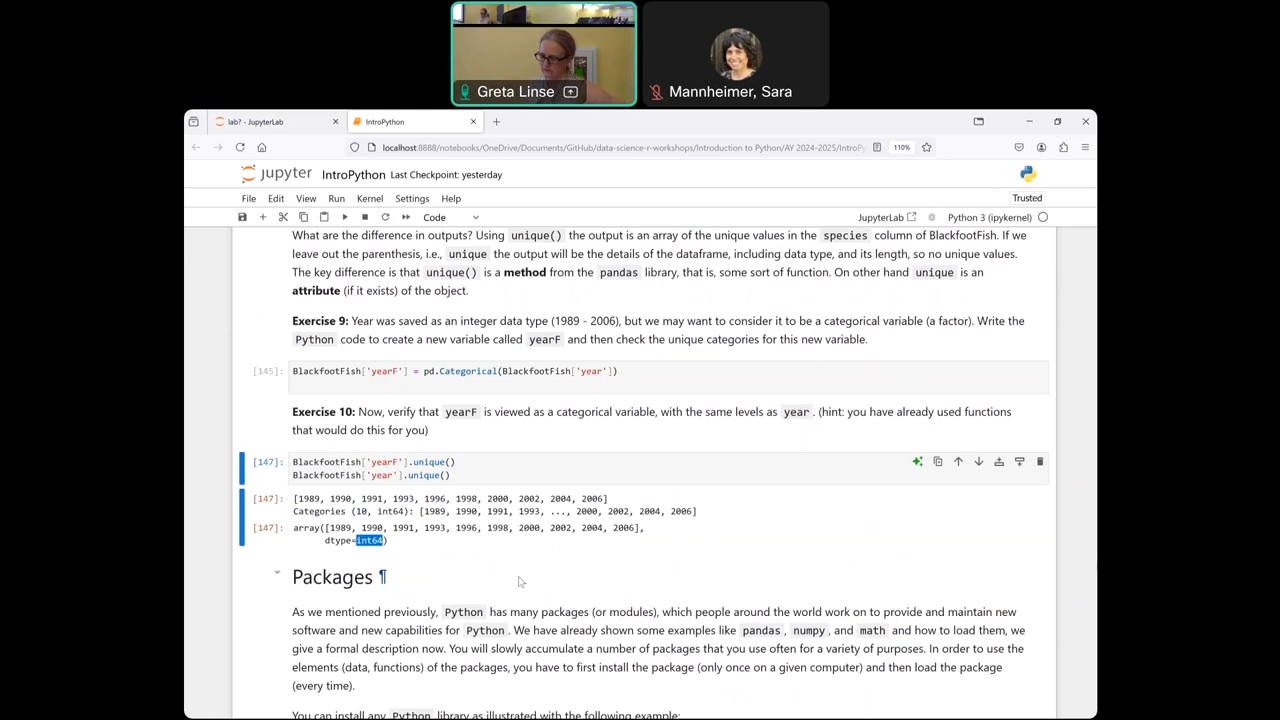 Greta Linse
Mannheimer, Sara
lab? - JupyterLab
IntroPython
localhost:8888/notebooks/OneDrive/Documents/GitHub/data-science-r-workshops/Introduction to Python/AY 2024-2025/IntroPy
110%
jupyter IntroPython Last Checkpoint: yesterday
File Edit View Run Kernel Settings Help
Trusted
Code
JupyterLab
Python 3 (ipykernel)
What are the difference in outputs? Using unique() the output is an array of the unique values in the species column of BlackfootFish. If we
leave out the parenthesis, i.e., unique the output will be the details of the dataframe, including data type, and its length, so no unique values.
The key difference is that unique() is a method from the pandas library, that is, some sort of function. On other hand unique is an
attribute (if it exists) of the object.
Exercise 9: Year was saved as an integer data type (1989 - 2006), but we may want to consider it to be a categorical variable (a factor). Write the
Python code to create a new variable called yearF and then check the unique categories for this new variable.
[145]: BlackfootFish['yearF'] = pd.Categorical(BlackfootFish['year'])
Exercise 10: Now, verify that yearF is viewed as a categorical variable, with the same levels as year . (hint: you have already used functions
that would do this for you)
[147]: BlackfootFish['yearF'].unique()
BlackfootFish['year'].unique()
[147]: [1989, 1990, 1991, 1993, 1996, 1998, 2000, 2002, 2004, 2006]
Categories (10, int64): [1989, 1990, 1991, 1993, ..., 2000, 2002, 2004, 2006]
[147]: array([1989, 1990, 1991, 1993, 1996, 1998, 2000, 2002, 2004, 2006],
dtype=int64)
Packages ¶
As we mentioned previously, Python has many packages (or modules), which people around the world work on to provide and maintain new
software and new capabilities for Python. We have already shown some examples like pandas , numpy, and math and how to load them, we
give a formal description now. You will slowly accumulate a number of packages that you use often for a variety of purposes. In order to use the
elements (data, functions) of the packages, you have to first install the package (only once on a given computer) and then load the package
(every time).
You can install any Python library as illustrated with the following example: